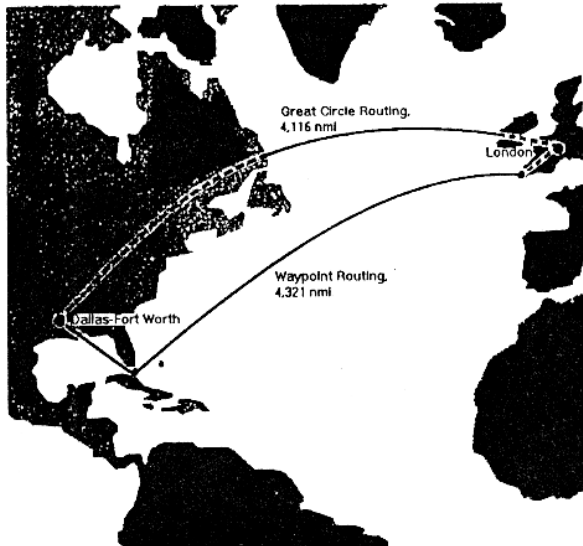 Great Circle Routing,
4,116 nmi
London
Waypoint Routing,
4,321 nmi
Dallas-Fort Worth